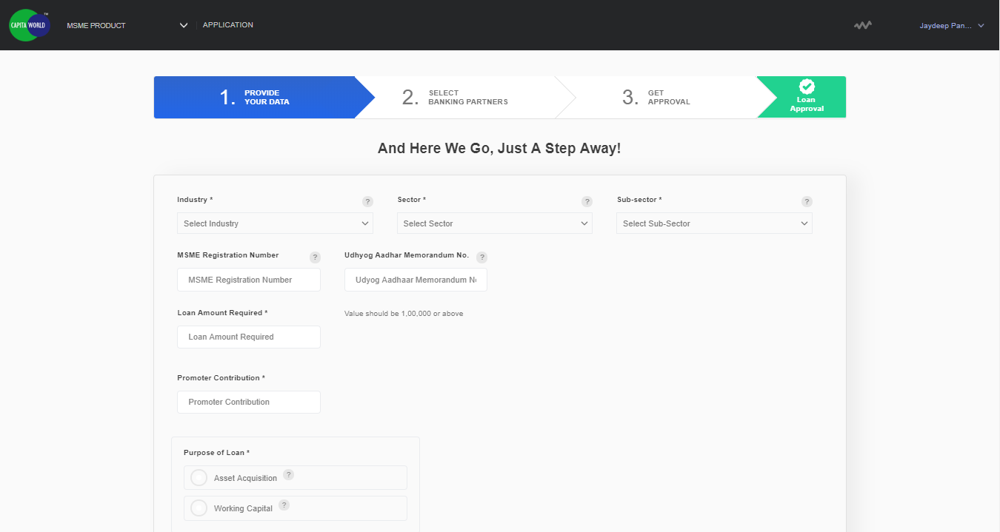 CAPITA WORLD
TM
MSME PRODUCT
APPLICATION
Jaydeep Pan...
1. PROVIDE
YOUR DATA
2. SELECT
BANKING PARTNERS
3. GET
APPROVAL
Loan
Approval
And Here We Go, Just A Step Away!
Industry * ?
Sector * ?
Sub-sector * ?
Select Industry
Select Sector
Select Sub-Sector
MSME Registration Number ?
Udhyog Aadhar Memorandum No. ?
MSME Registration Number
Udyog Aadhaar Memorandum N
Loan Amount Required *
Value should be 1,00,000 or above
Loan Amount Required
Promoter Contribution *
Promoter Contribution
Purpose of Loan *
Asset Acquisition ?
Working Capital ?